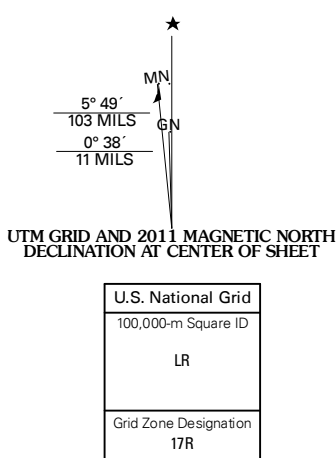 ★
MN
5° 49´
103 MILS
GN
0° 38´
11 MILS
UTM GRID AND 2011 MAGNETIC NORTH
DECLINATION AT CENTER OF SHEET
U.S. National Grid
100,000-m Square ID
LR
Grid Zone Designation
17R